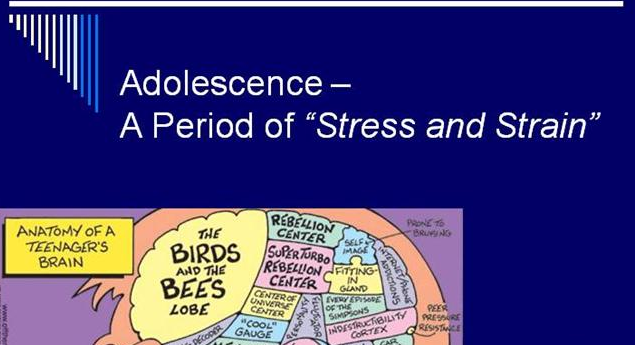 Adolescence –
A Period of “Stress and Strain”
ANATOMY OF A
TEENAGER'S
BRAIN
THE
BIRDS
AND THE
BEES
LOBE
REBELLION
CENTER
SUPER TURBO
REBELLION
CENTER
SELF
IMAGE
FITTING-
IN
GLAND
PRONE TO
BRUISING
CENTER OF
UNIVERSE
CENTER
EVERY EPISODE
OF THE
SIMPSONS
"COOL"
GAUGE
INDESTRUCTIBILITY
CORTEX
PEER
PRESSURE
RESISTANCE
DECODER
CAR